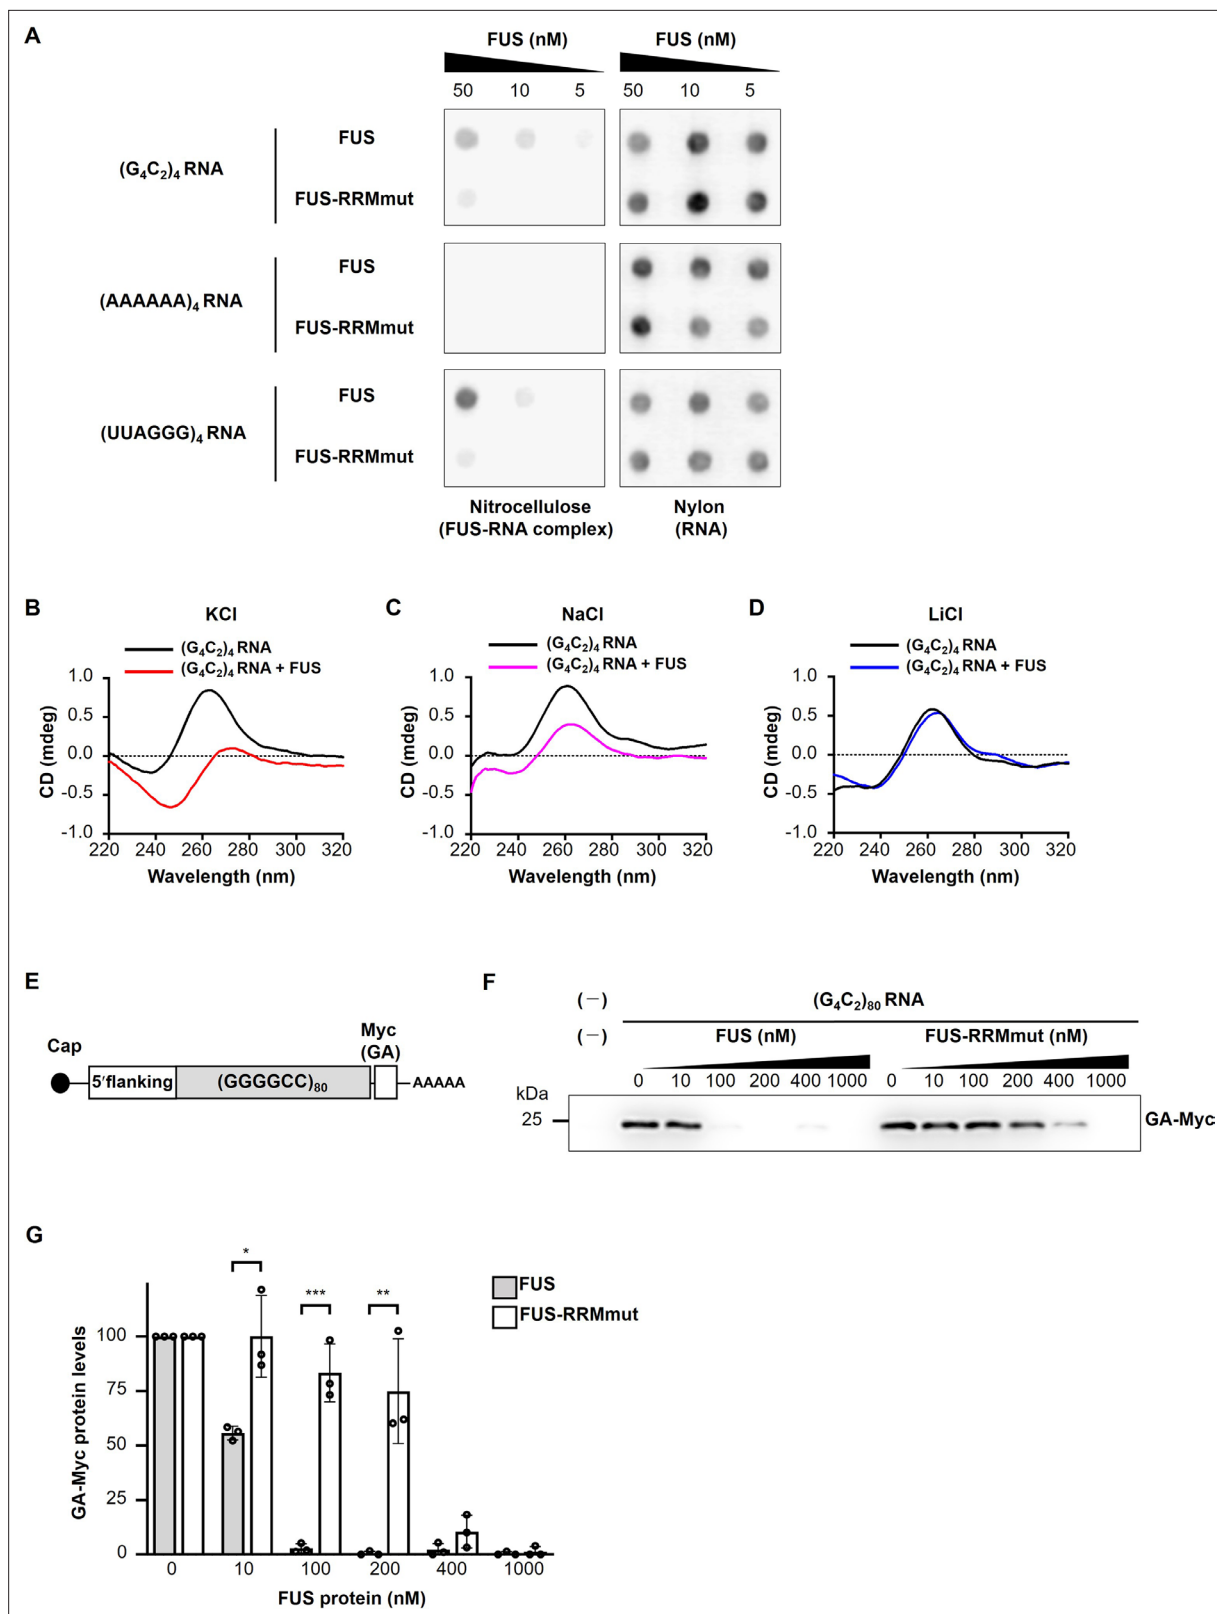 A
FUS (nM) FUS (nM)
50 10 5 50 10 5
(G₄C₂)₄ RNA
FUS
FUS-RRMmut
(AAAAAA)₄ RNA
FUS
FUS-RRMmut
(UUAGGG)₄ RNA
FUS
FUS-RRMmut
Nitrocellulose
(FUS-RNA complex)
Nylon
(RNA)
B
KCl
(G₄C₂)₄ RNA
(G₄C₂)₄ RNA + FUS
CD (mdeg)
1.0
0.5
0.0
-0.5
-1.0
220 240 260 280 300 320
Wavelength (nm)
C
NaCl
(G₄C₂)₄ RNA
(G₄C₂)₄ RNA + FUS
CD (mdeg)
1.0
0.5
0.0
-0.5
-1.0
220 240 260 280 300 320
Wavelength (nm)
D
LiCl
(G₄C₂)₄ RNA
(G₄C₂)₄ RNA + FUS
CD (mdeg)
1.0
0.5
0.0
-0.5
-1.0
220 240 260 280 300 320
Wavelength (nm)
E
Cap
Myc
(GA)
5'flanking
(GGGGCC)₈₀
AAAAA
F
(−) (G₄C₂)₈₀ RNA
(−) FUS (nM) FUS-RRMmut (nM)
0 10 100 200 400 1000 0 10 100 200 400 1000
kDa
25
GA-Myc
G
GA-Myc protein levels
100
75
50
25
0
* *** **
FUS
FUS-RRMmut
0 10 100 200 400 1000
FUS protein (nM)